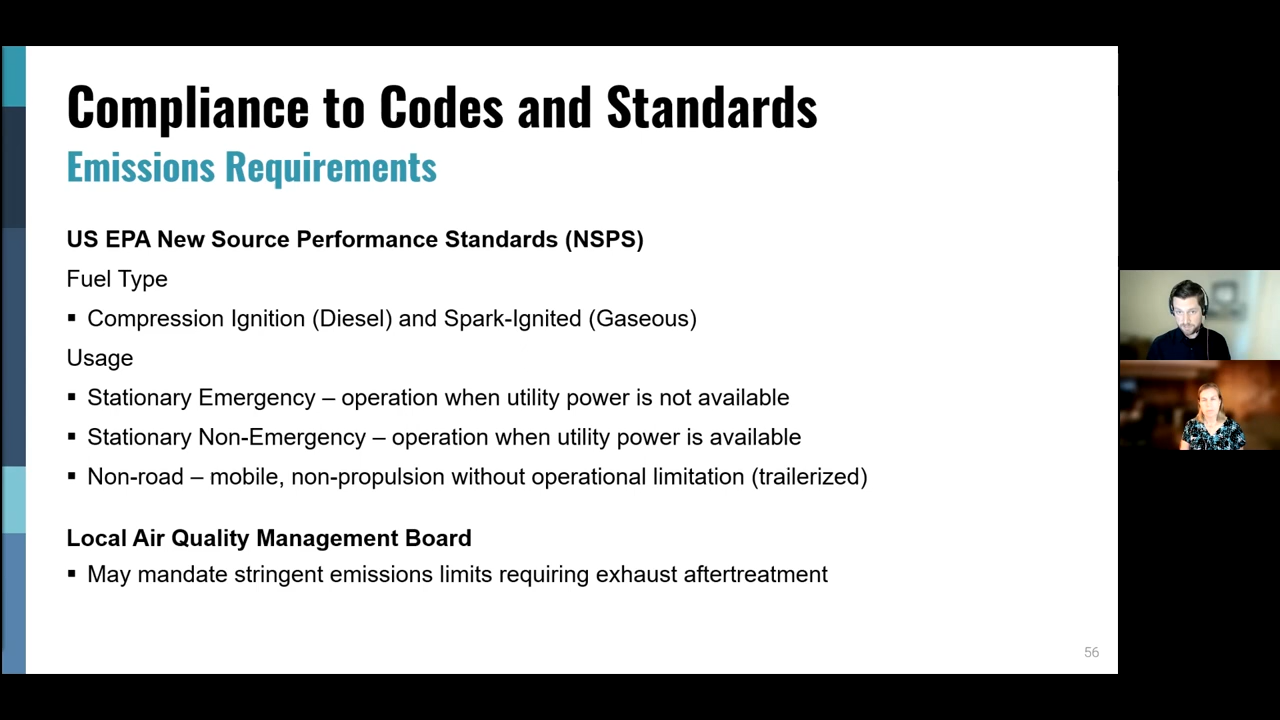 Compliance to Codes and Standards
Emissions Requirements
US EPA New Source Performance Standards (NSPS)
Fuel Type
▪ Compression Ignition (Diesel) and Spark-Ignited (Gaseous)
Usage
▪ Stationary Emergency – operation when utility power is not available
▪ Stationary Non-Emergency – operation when utility power is available
▪ Non-road – mobile, non-propulsion without operational limitation (trailerized)
Local Air Quality Management Board
▪ May mandate stringent emissions limits requiring exhaust aftertreatment
56